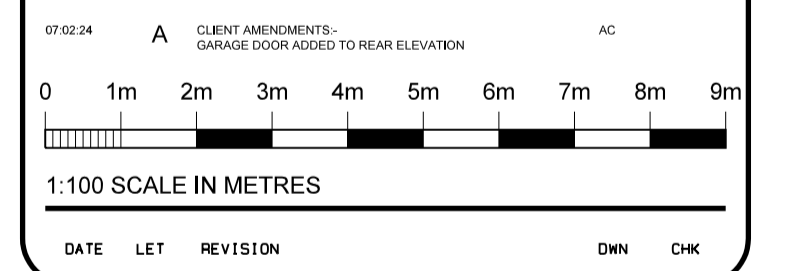 07:02:24 A CLIENT AMENDMENTS:- AC
GARAGE DOOR ADDED TO REAR ELEVATION
0 1m 2m 3m 4m 5m 6m 7m 8m 9m
1:100 SCALE IN METRES
DATE LET REVISION DWN CHK